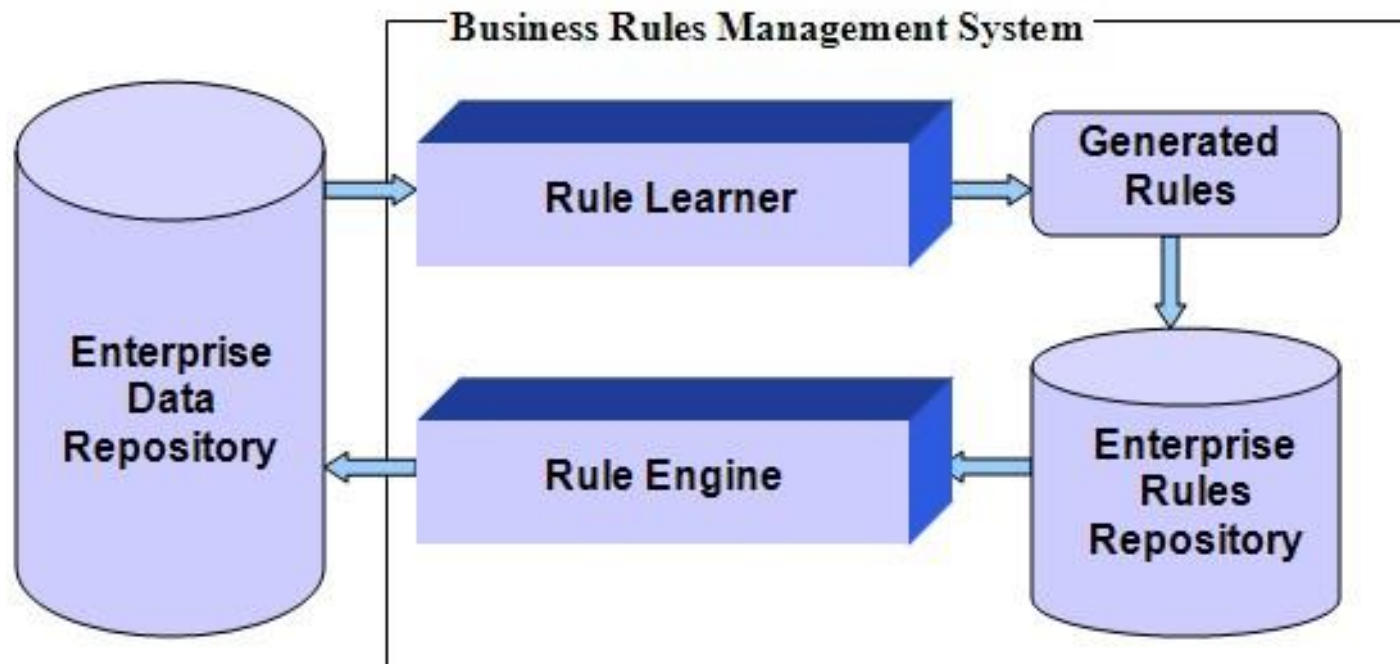 Business Rules Management System
Rule Learner
Generated
Rules
Enterprise
Data
Repository
Rule Engine
Enterprise
Rules
Repository